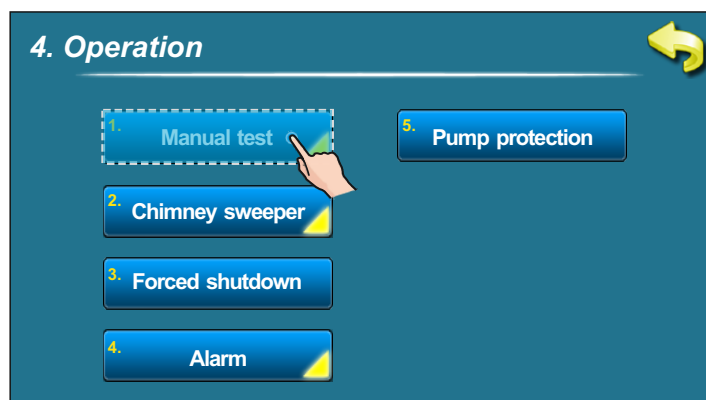 4. Operation
1. Manual test
5. Pump protection
2. Chimney sweeper
3. Forced shutdown
4. Alarm